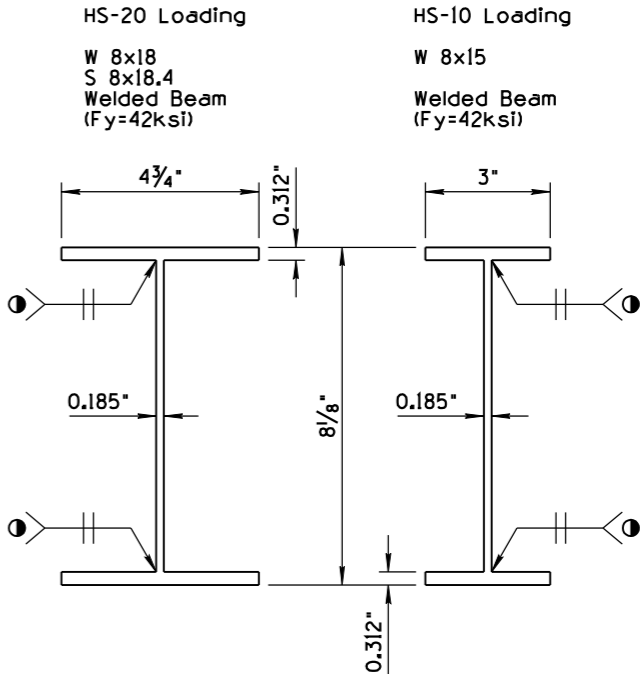 HS-20 Loading
W 8x18
S 8x18.4
Welded Beam
(Fy=42ksi)
HS-10 Loading
W 8x15
Welded Beam
(Fy=42ksi)
4¾"
0.312"
3"
0.185"
8⅛"
0.185"
0.312"